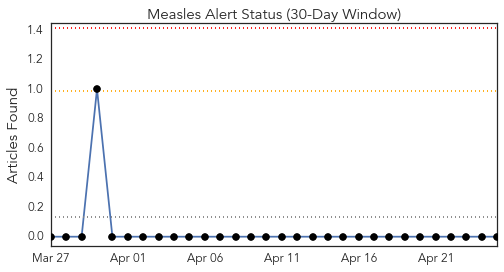 Measles Alert Status (30-Day Window)
Articles Found
1.4
1.2
1.0
0.8
0.6
0.4
0.2
0.0
Mar 27 Apr 01 Apr 06 Apr 11 Apr 16 Apr 21